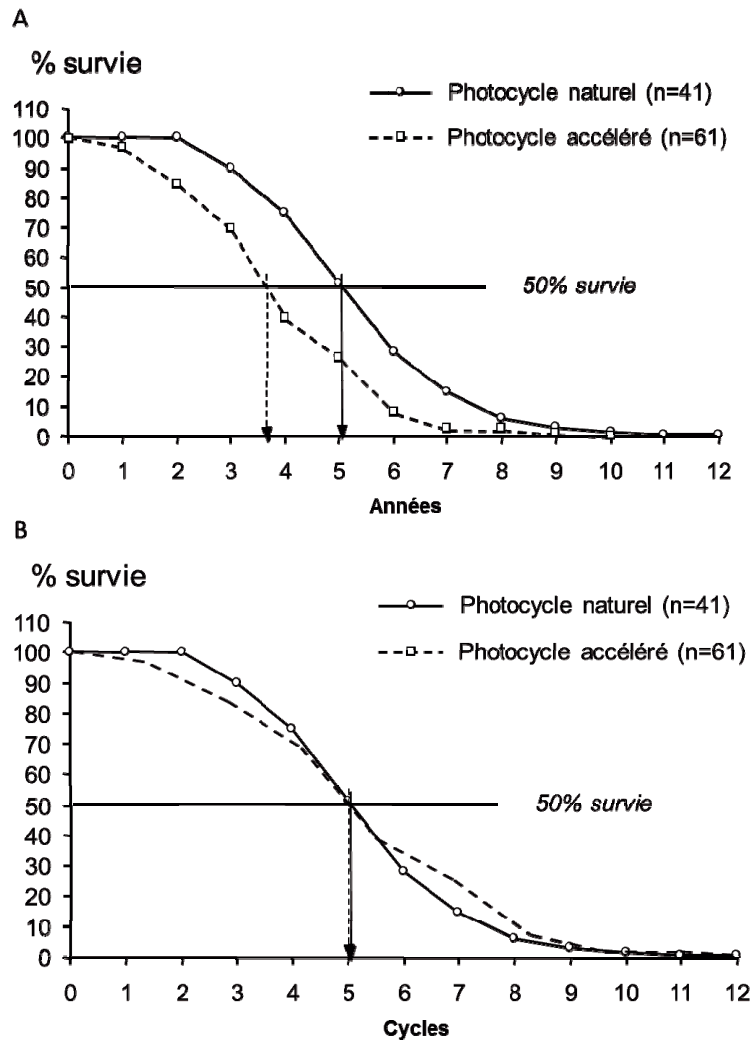 A
% survie
Photocycle naturel (n=41)
Photocycle accéléré (n=61)
110
100
90
80
70
60
50
40
30
20
10
0
50% survie
0 1 2 3 4 5 6 7 8 9 10 11 12
Années
B
% survie
Photocycle naturel (n=41)
Photocycle accéléré (n=61)
110
100
90
80
70
60
50
40
30
20
10
0
50% survie
0 1 2 3 4 5 6 7 8 9 10 11 12
Cycles